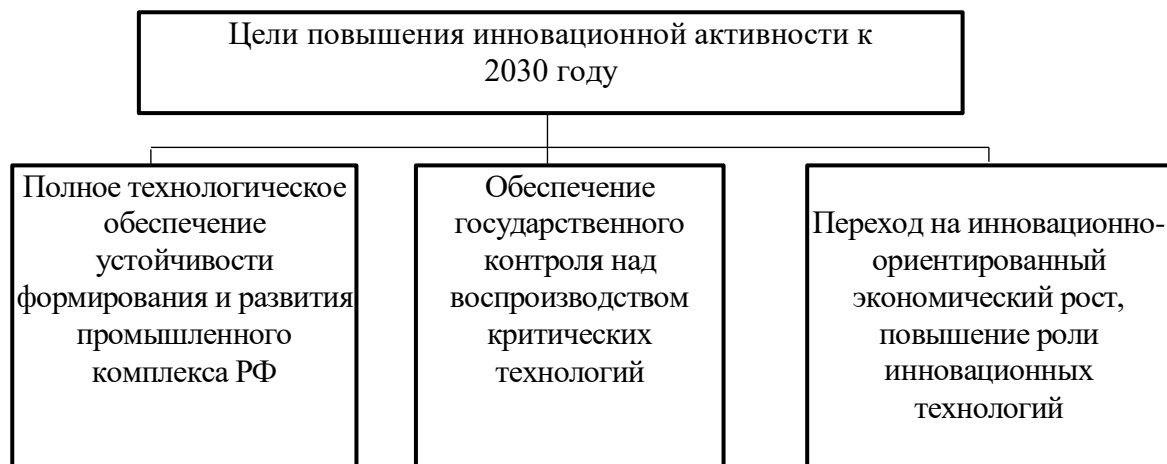 Цели повышения инновационной активности к
2030 году
Полное технологическое
обеспечение
устойчивости
формирования и развития
промышленного
комплекса РФ
Обеспечение
государственного
контроля над
воспроизводством
критических
технологий
Переход на инновационно-
ориентированный
экономический рост,
повышение роли
инновационных
технологий